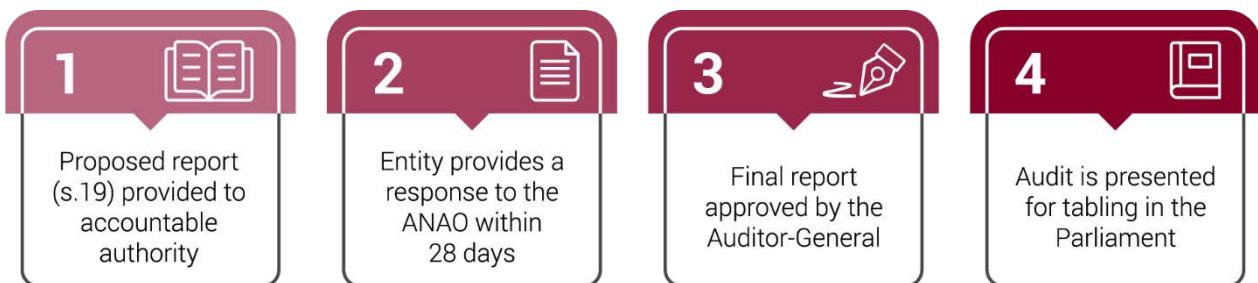 1
Proposed report
(s.19) provided to
accountable
authority
2
Entity provides a
response to the
ANAO within
28 days
3
Final report
approved by the
Auditor-General
4
Audit is presented
for tabling in the
Parliament